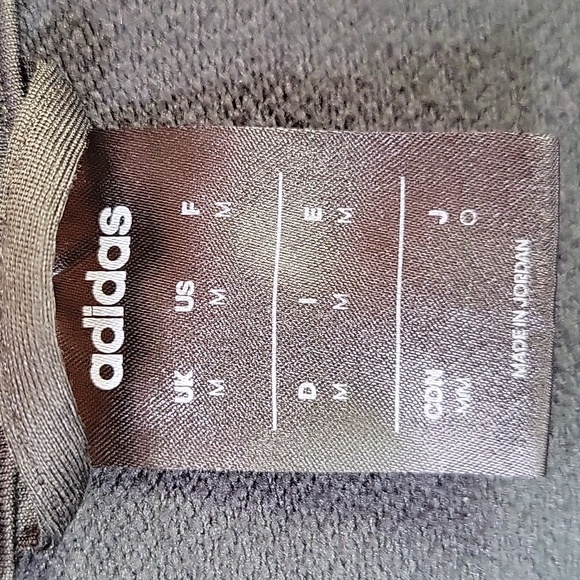 adidas
UK US F
M M M
D I E
M M M
CDN J
M/M O
MADE IN JORDAN